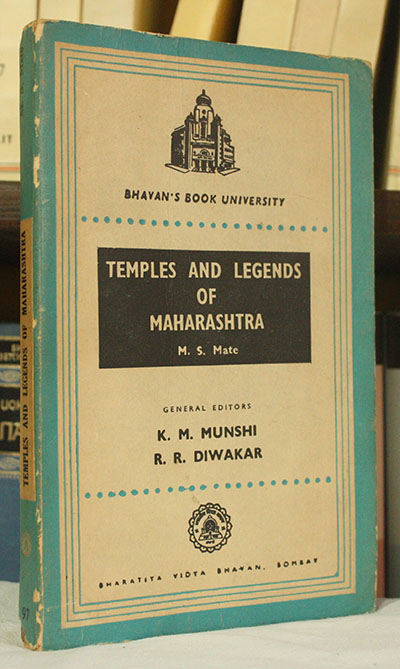 BHAVAN'S BOOK UNIVERSITY
TEMPLES AND LEGENDS
OF
MAHARASHTRA
M. S. Mate
GENERAL EDITORS
K. M. MUNSHI
R. R. DIWAKAR
BHARATIYA VIDYA BHAVAN, BOMBAY
TEMPLES AND LEGENDS OF MAHARASHTRA
97